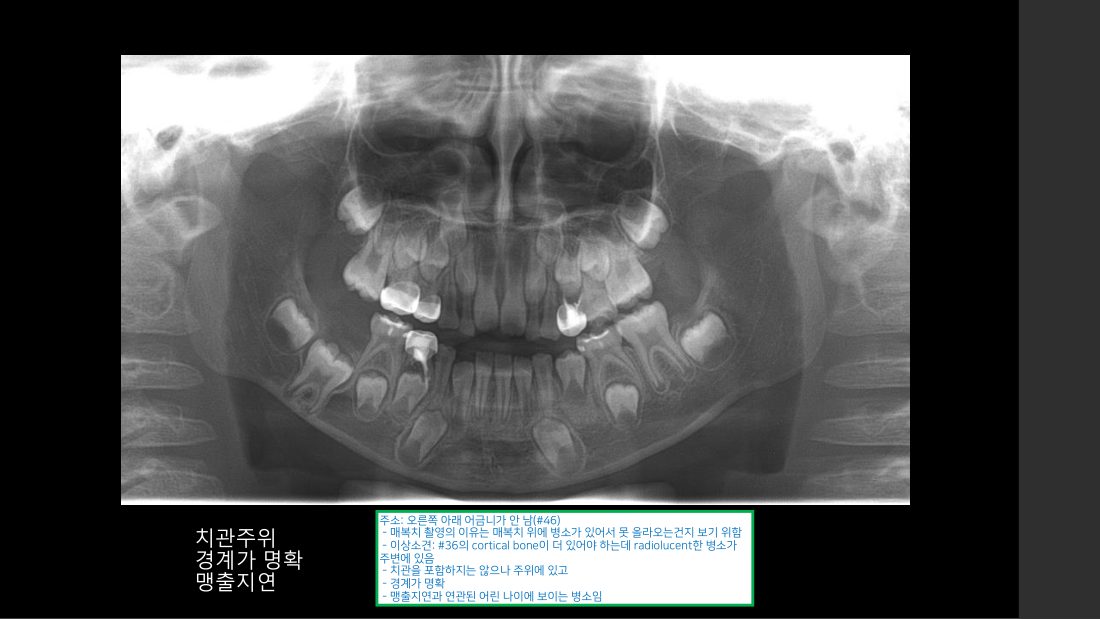 치관주위
경계가 명확
맹출지연
주소: 오른쪽 아래 어금니가 안 남(#46)
- 매복치 촬영의 이유는 매복치 위에 병소가 있어서 못 올라오는건지 보기 위함
- 이상소견: #36의 cortical bone이 더 있어야 하는데 radiolucent한 병소가
주변에 있음
- 치관을 포함하지는 않으나 주위에 있고
- 경계가 명확
- 맹출지연과 연관된 어린 나이에 보이는 병소임